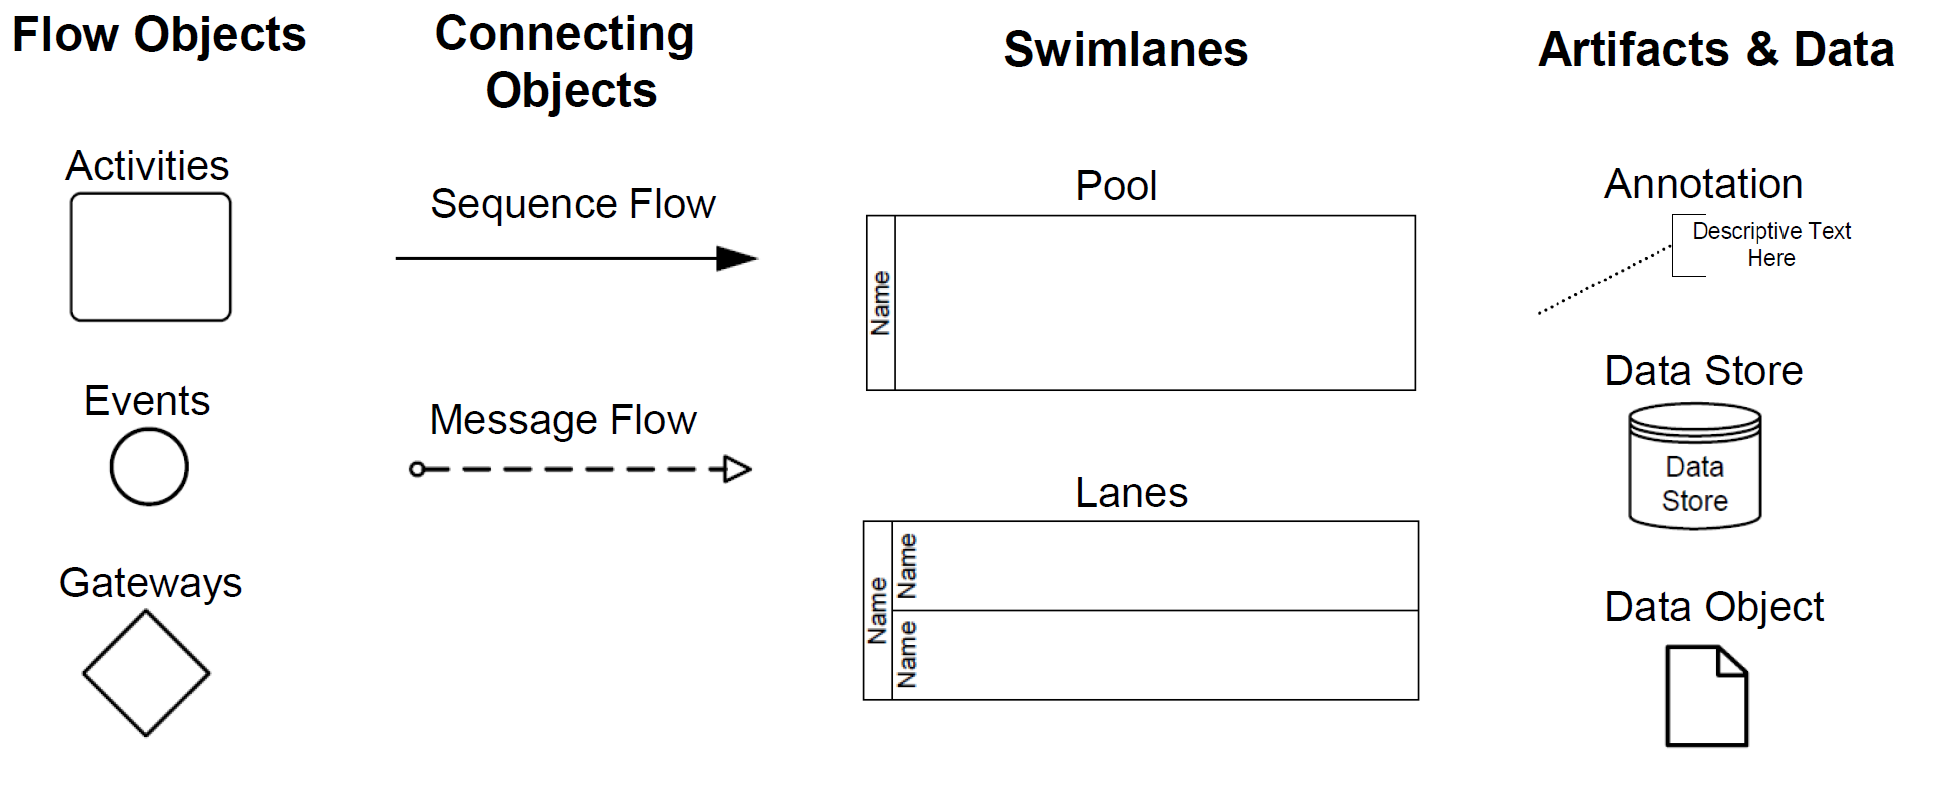 Flow Objects
Activities
Events
Gateways
Connecting
Objects
Sequence Flow
Message Flow
Swimlanes
Pool
Name
Lanes
Name
Name
Name
Artifacts & Data
Annotation
Descriptive Text
Here
Data Store
Data
Store
Data Object